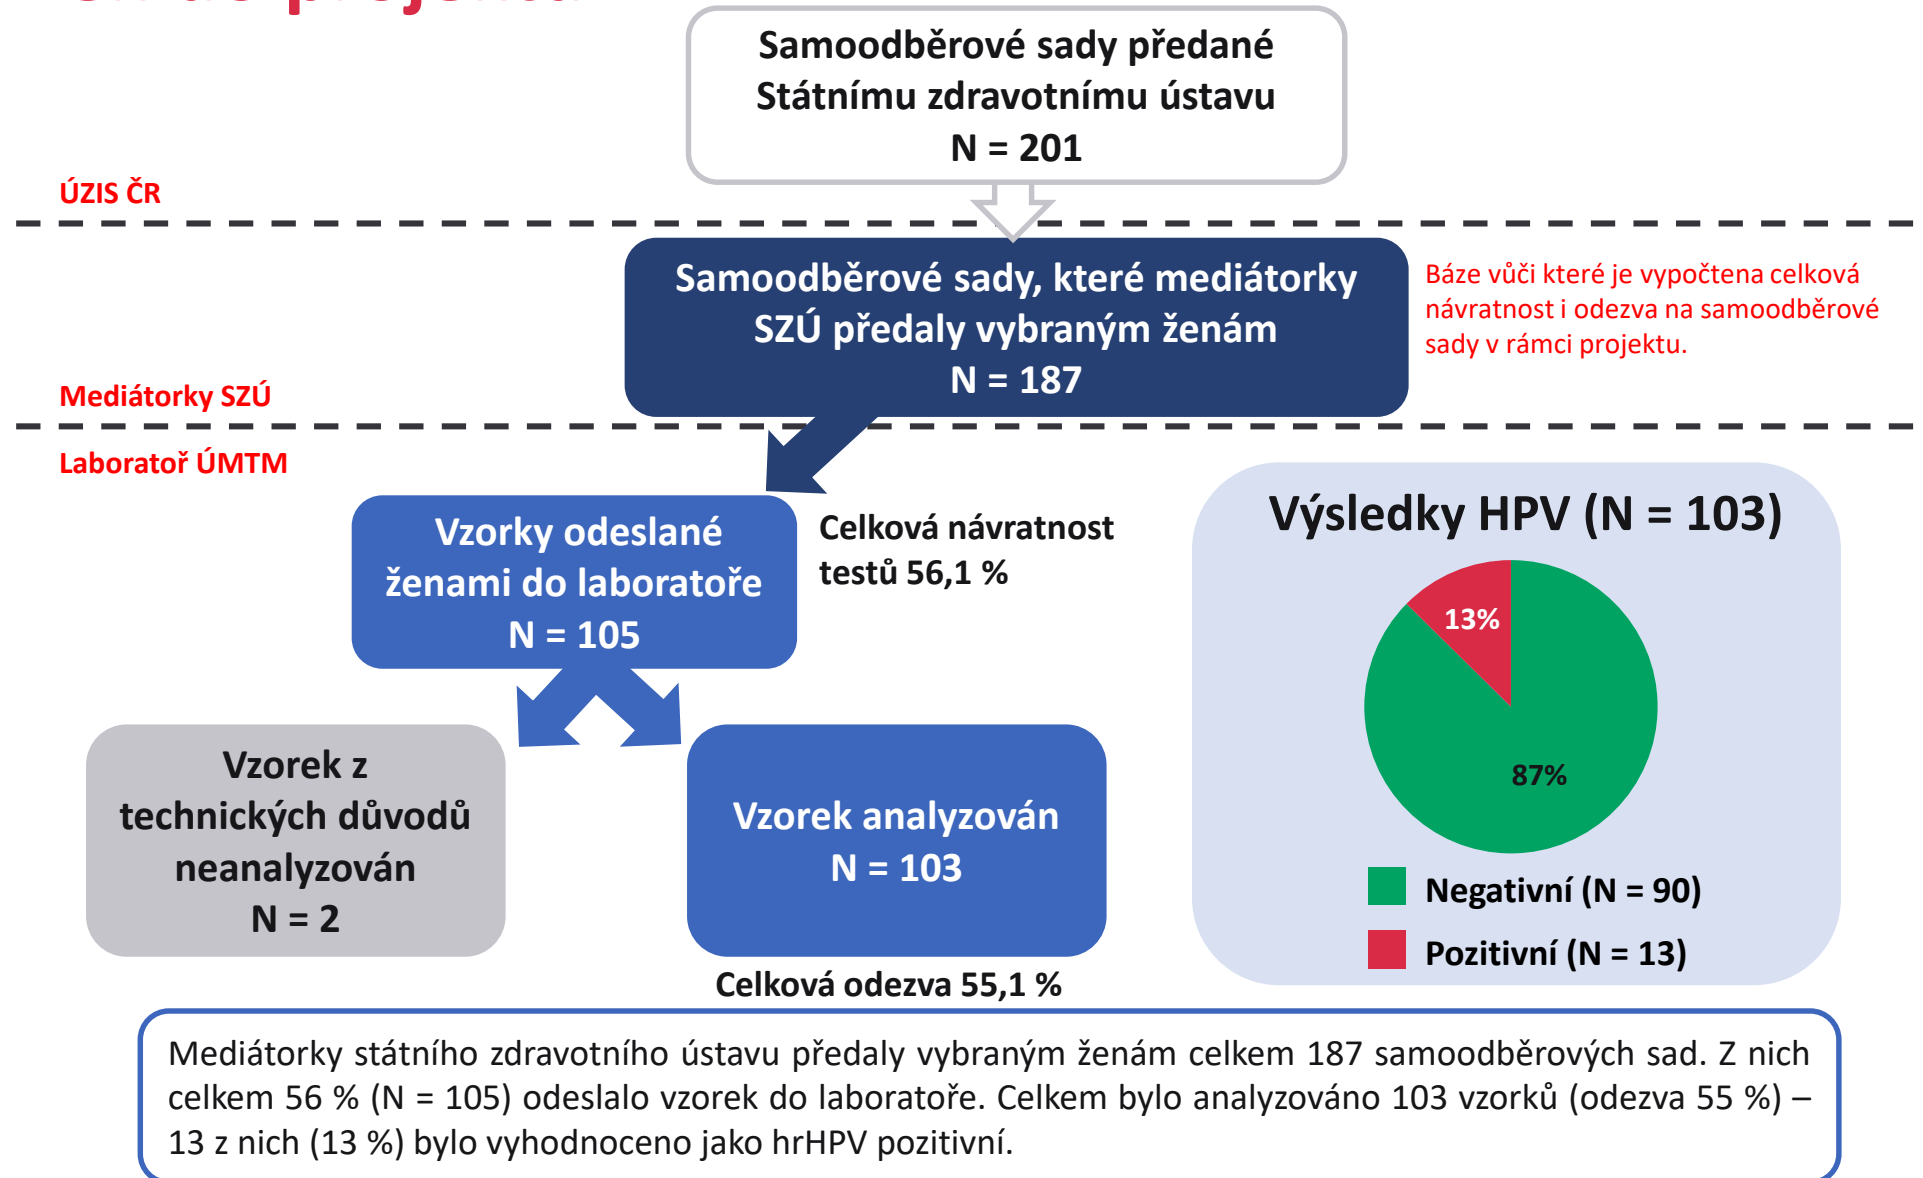 Samoodběrové sady předané
Státnímu zdravotnímu ústavu
N = 201
ÚZIS ČR
Samoodběrové sady, které mediátorky
SZÚ předaly vybraným ženám
N = 187
Báze vůči které je vypočtena celková
návratnost i odezva na samoodběrové
sady v rámci projektu.
Mediátorky SZÚ
Laboratoř ÚMTM
Vzorky odeslané
ženami do laboratoře
N = 105
Celková návratnost
testů 56,1 %
Vzorek z
technických důvodů
neanalyzován
N = 2
Vzorek analyzován
N = 103
Celková odezva 55,1 %
Výsledky HPV (N = 103)
13%
87%
Negativní (N = 90)
Pozitivní (N = 13)
Mediátorky státního zdravotního ústavu předaly vybraným ženám celkem 187 samoodběrových sad. Z nich
celkem 56 % (N = 105) odeslalo vzorek do laboratoře. Celkem bylo analyzováno 103 vzorků (odezva 55 %) –
13 z nich (13 %) bylo vyhodnoceno jako hrHPV pozitivní.